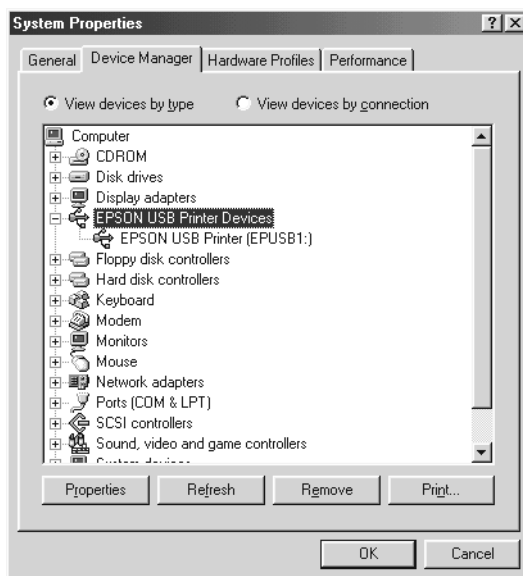 System Properties
General Device Manager Hardware Profiles Performance
View devices by type View devices by connection
Computer
CDROM
Disk drives
Display adapters
EPSON USB Printer Devices
EPSON USB Printer (EPUSB1:)
Floppy disk controllers
Hard disk controllers
Keyboard
Modem
Monitors
Mouse
Network adapters
Ports (COM & LPT)
SCSI controllers
Sound, video and game controllers
System devices
Properties Refresh Remove Print...
OK Cancel